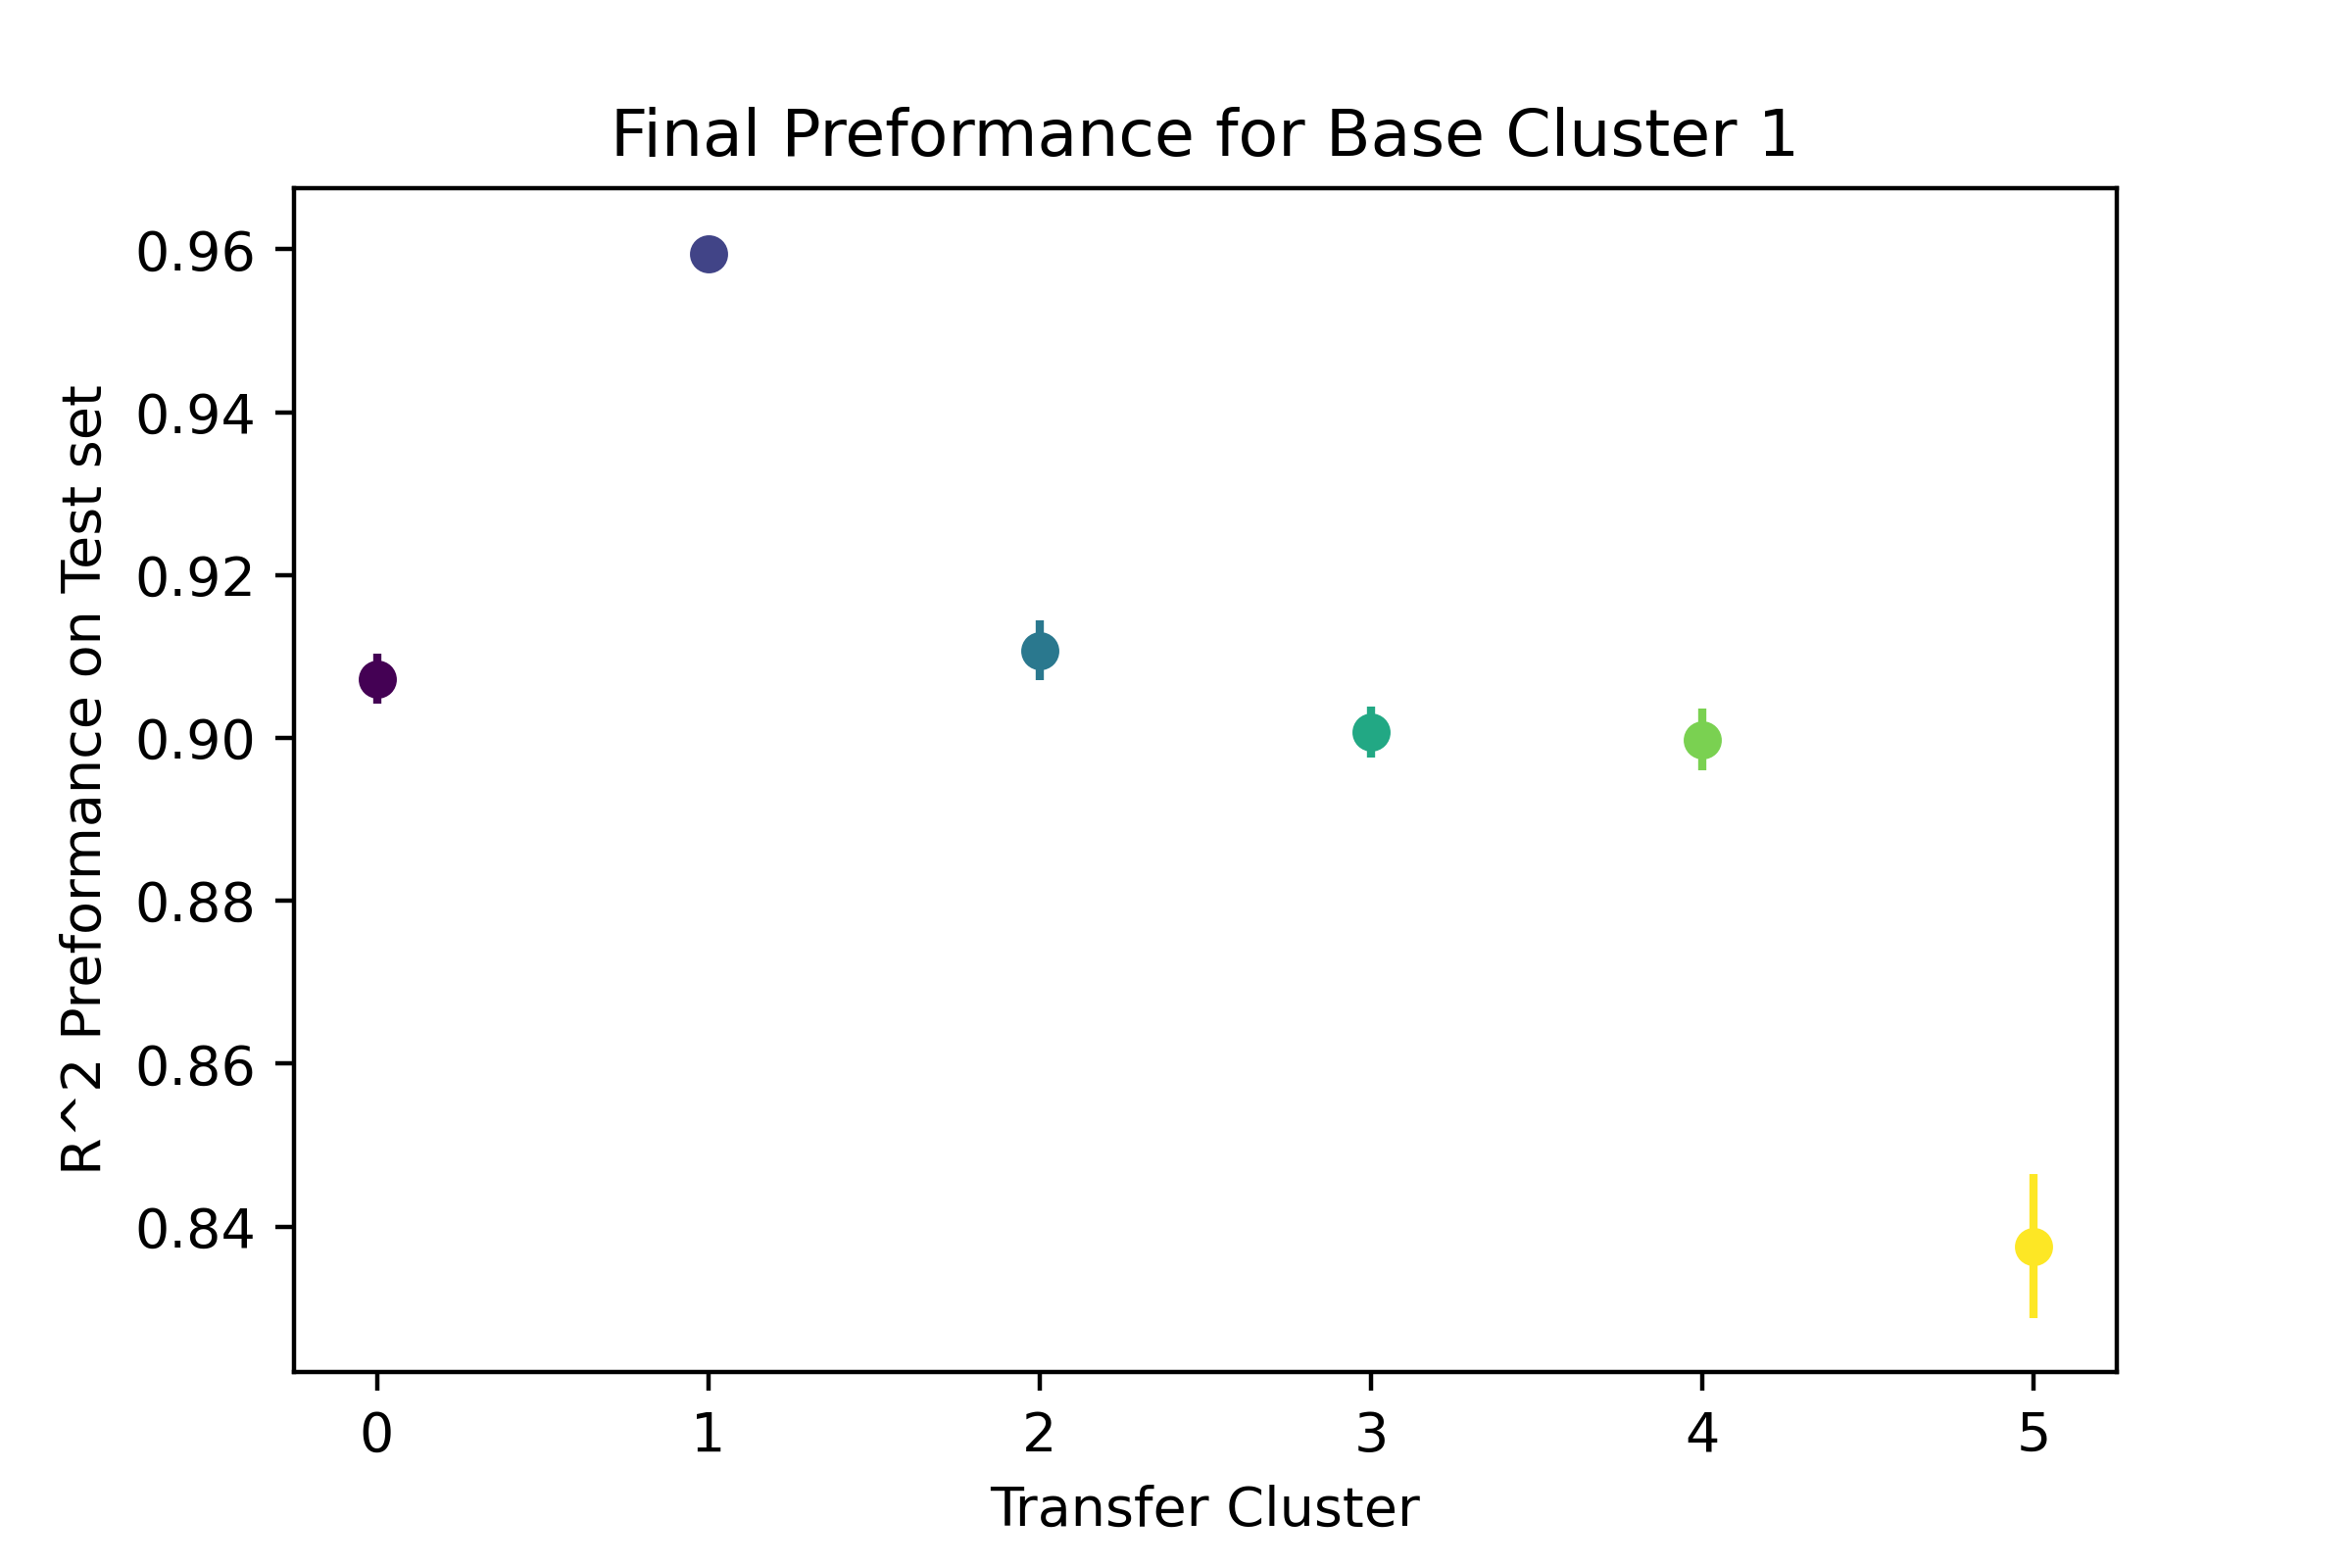 Final Preformance for Base Cluster 1
R^2 Preformance on Test set
0.96
0.94
0.92
0.90
0.88
0.86
0.84
0 1 2 3 4 5
Transfer Cluster